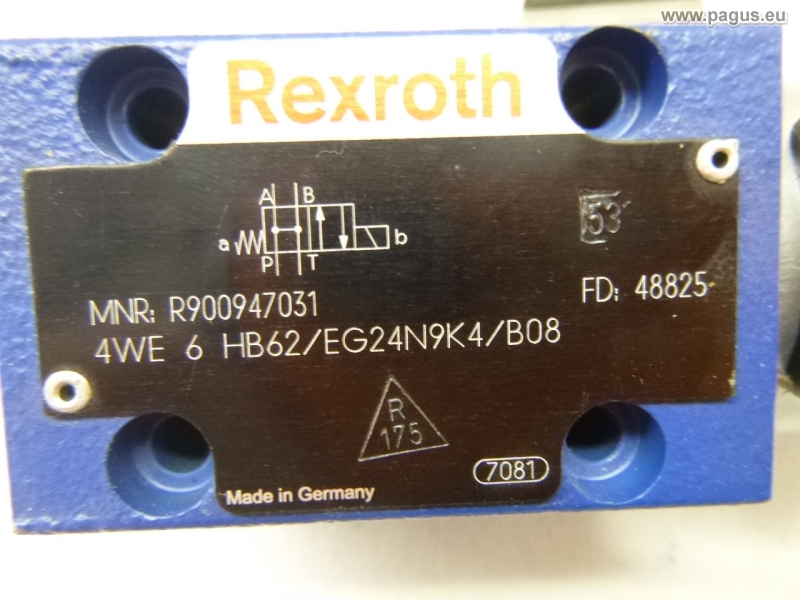 www.pagus.eu
Rexroth
A B
53
a b
P T
MNR: R900947031 FD: 48825
4WE 6 HB62/EG24N9K4/B08
R
175
7081
Made in Germany